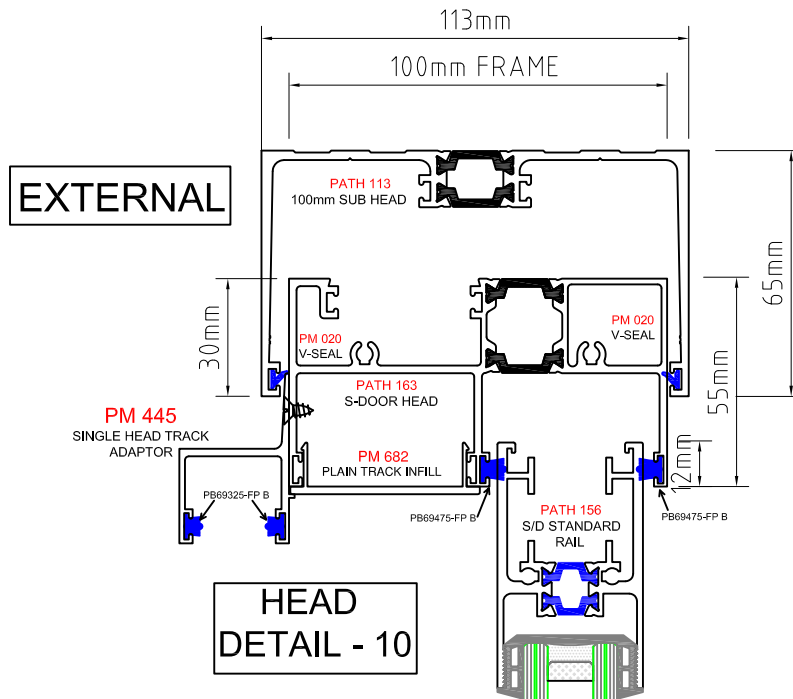 113mm
100mm FRAME
EXTERNAL
PATH 113
100mm SUB HEAD
65mm
30mm
PM 020
V-SEAL
PM 020
V-SEAL
55mm
PATH 163
S-DOOR HEAD
PM 445
SINGLE HEAD TRACK
ADAPTOR
PM 682
PLAIN TRACK INFILL
12mm
PB69325-FP B
PB69475-FP B
PATH 156
S/D STANDARD
RAIL
PB69475-FP B
HEAD
DETAIL - 10